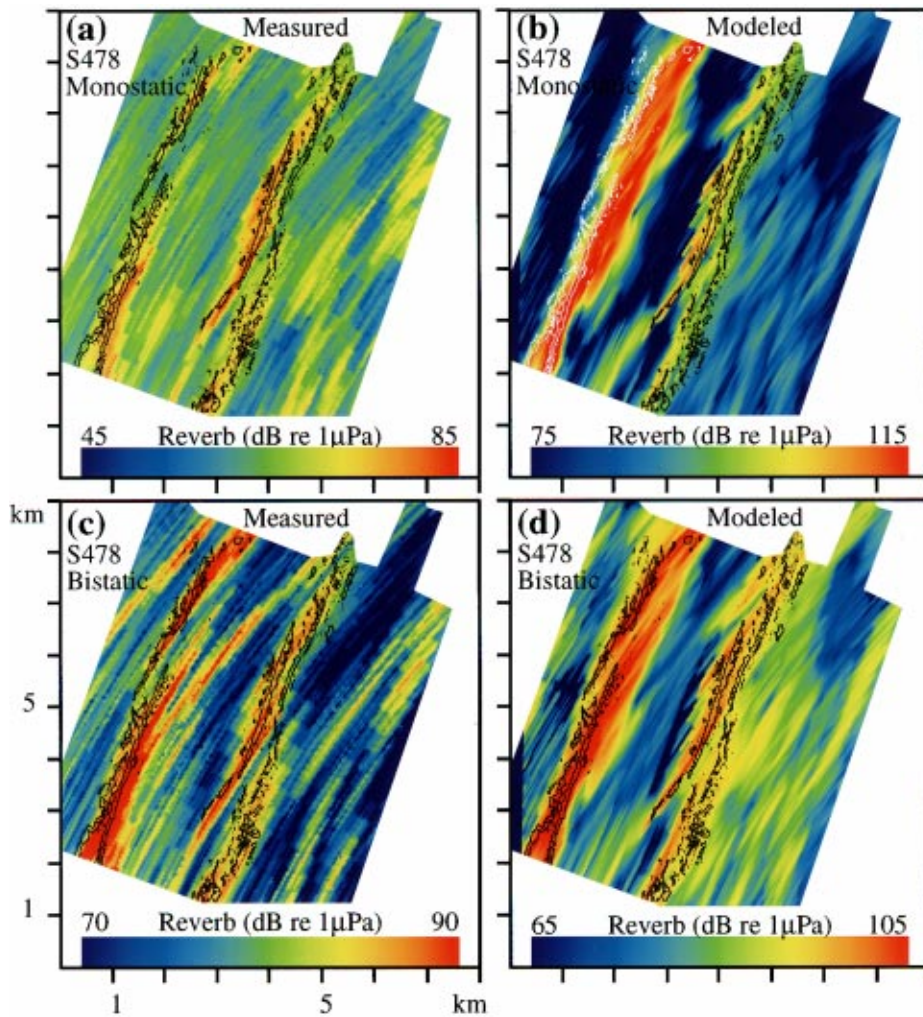 (a) Measured
S478
Monostatic
45 Reverb (dB re 1μPa) 85
(b) Modeled
S478
Monostatic
75 Reverb (dB re 1μPa) 115
km
(c) Measured
S478
Bistatic
5
1
70 Reverb (dB re 1μPa) 90
1 5 km
(d) Modeled
S478
Bistatic
65 Reverb (dB re 1μPa) 105